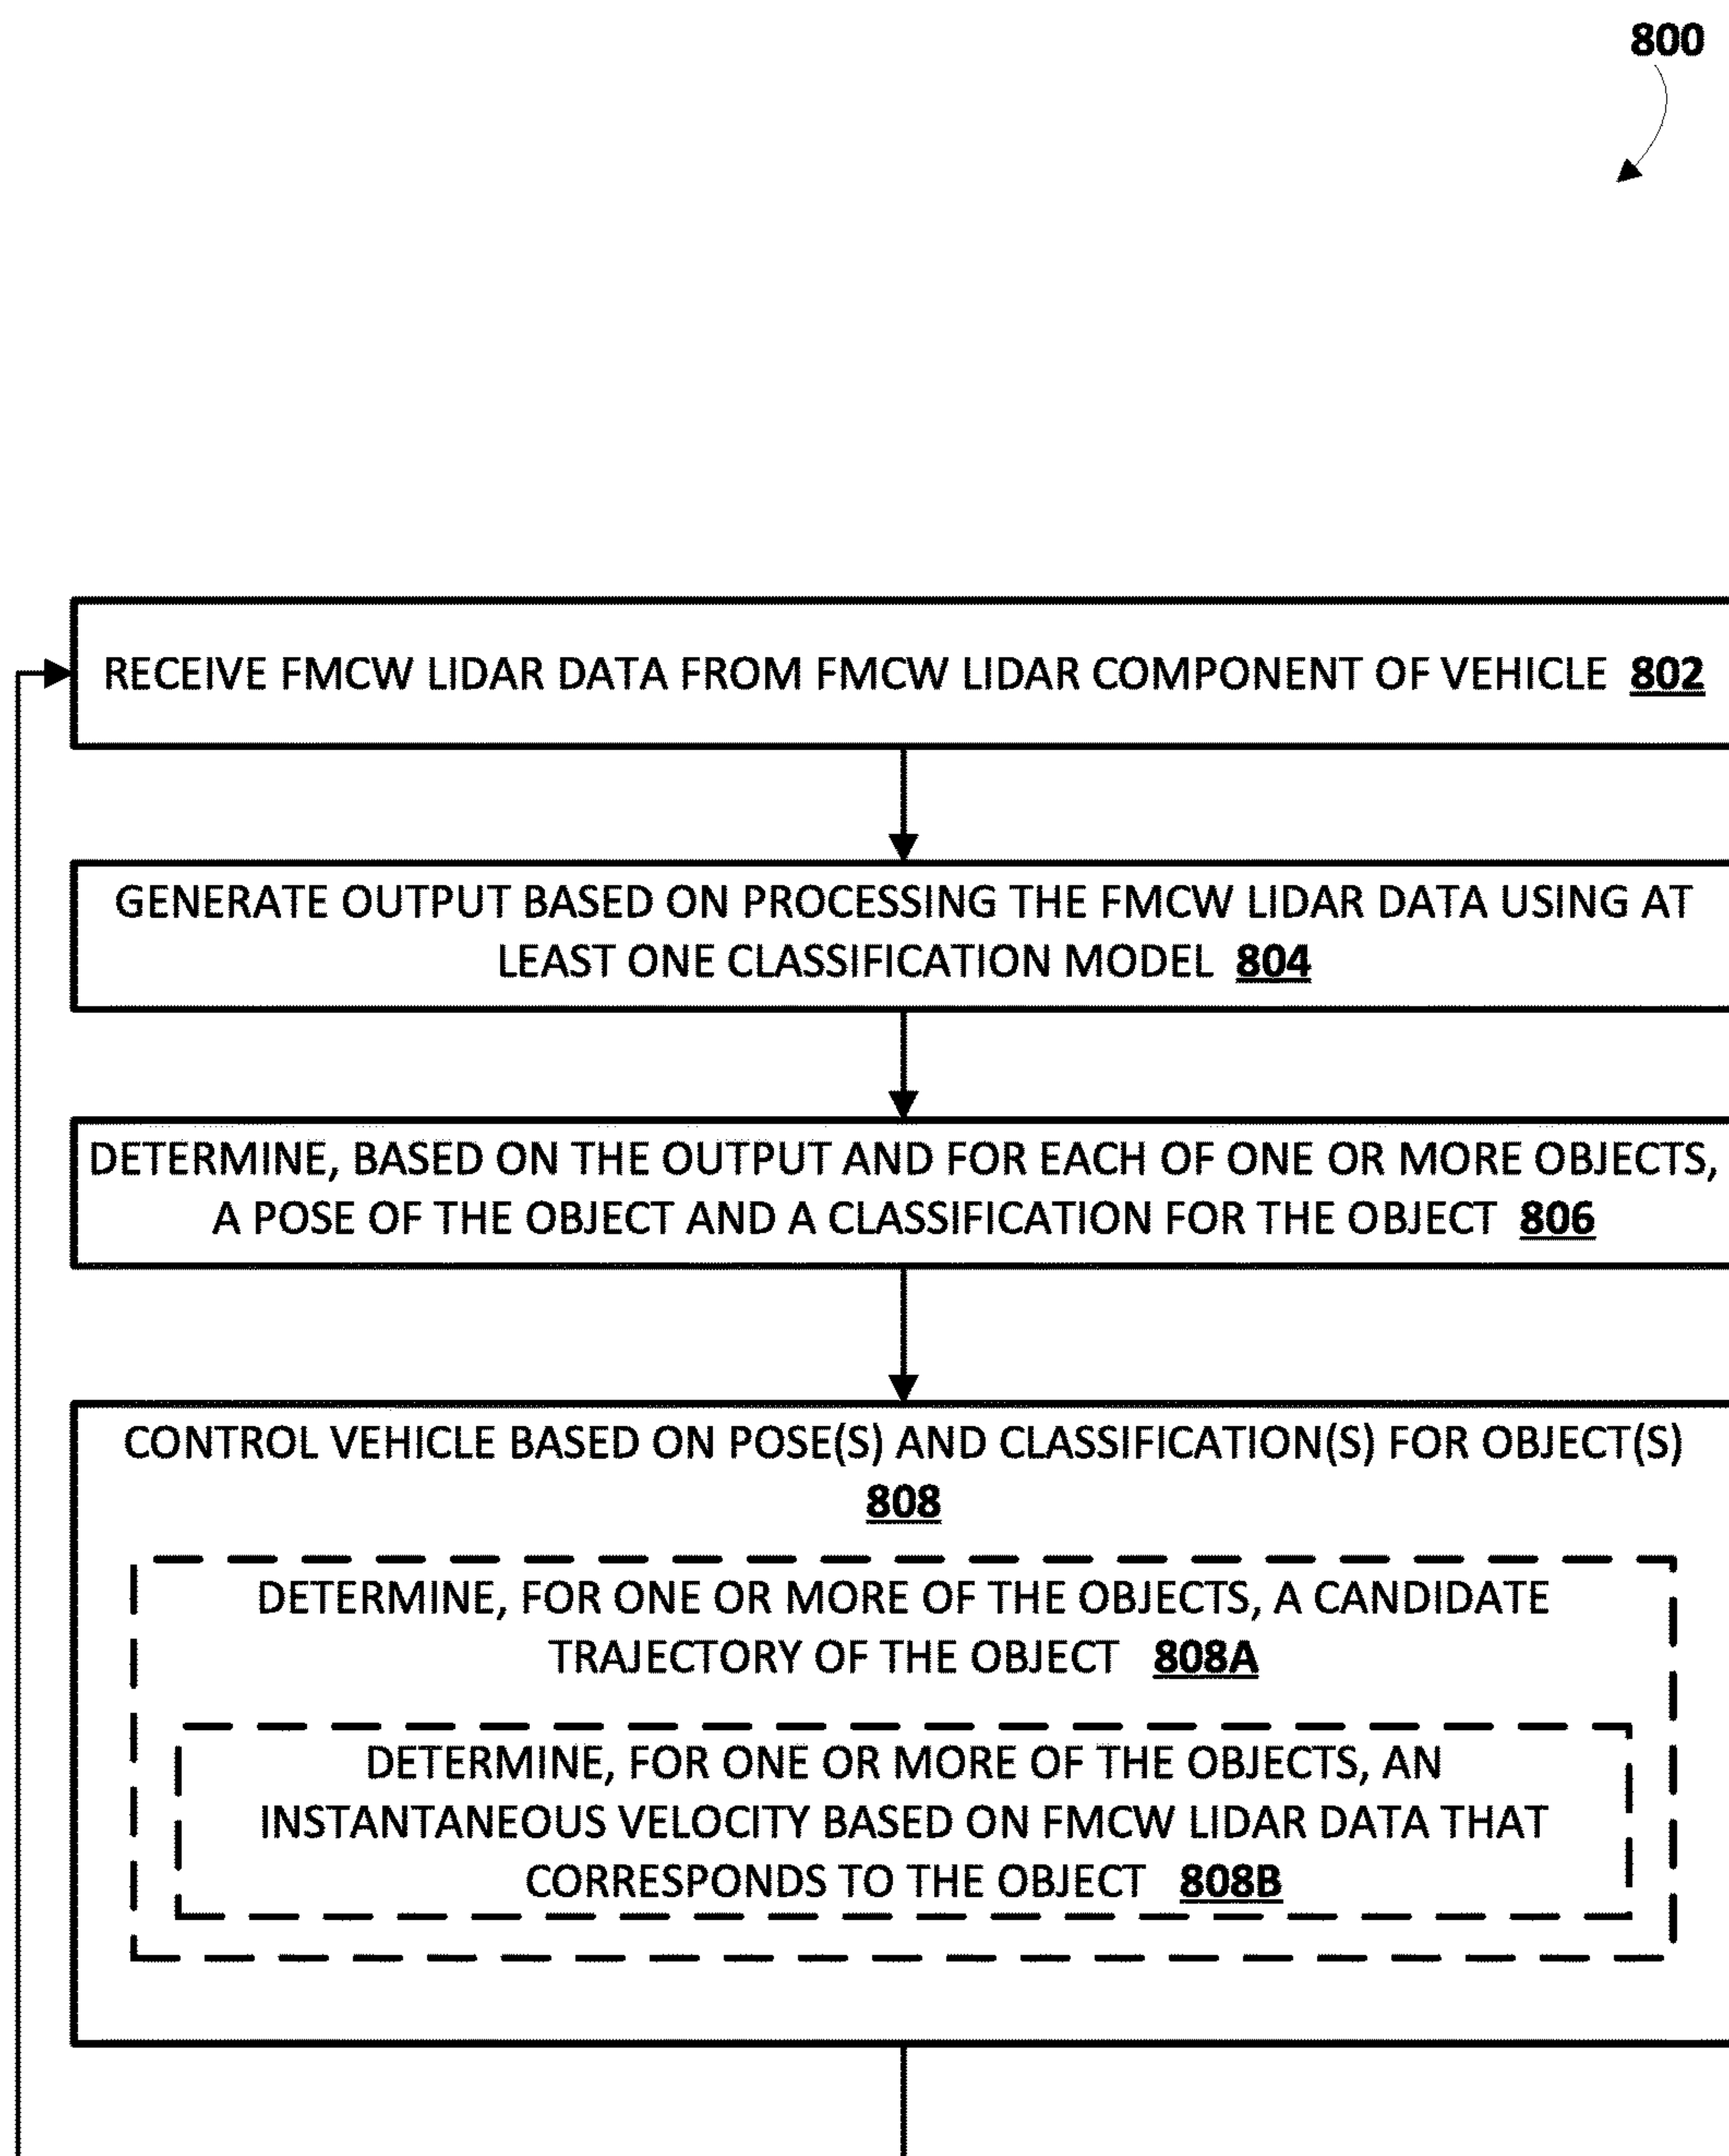 800
RECEIVE FMCW LIDAR DATA FROM FMCW LIDAR COMPONENT OF VEHICLE 802
GENERATE OUTPUT BASED ON PROCESSING THE FMCW LIDAR DATA USING AT
LEAST ONE CLASSIFICATION MODEL 804
DETERMINE, BASED ON THE OUTPUT AND FOR EACH OF ONE OR MORE OBJECTS,
A POSE OF THE OBJECT AND A CLASSIFICATION FOR THE OBJECT 806
CONTROL VEHICLE BASED ON POSE(S) AND CLASSIFICATION(S) FOR OBJECT(S)
808
DETERMINE, FOR ONE OR MORE OF THE OBJECTS, A CANDIDATE
TRAJECTORY OF THE OBJECT 808A
DETERMINE, FOR ONE OR MORE OF THE OBJECTS, AN
INSTANTANEOUS VELOCITY BASED ON FMCW LIDAR DATA THAT
CORRESPONDS TO THE OBJECT 808B